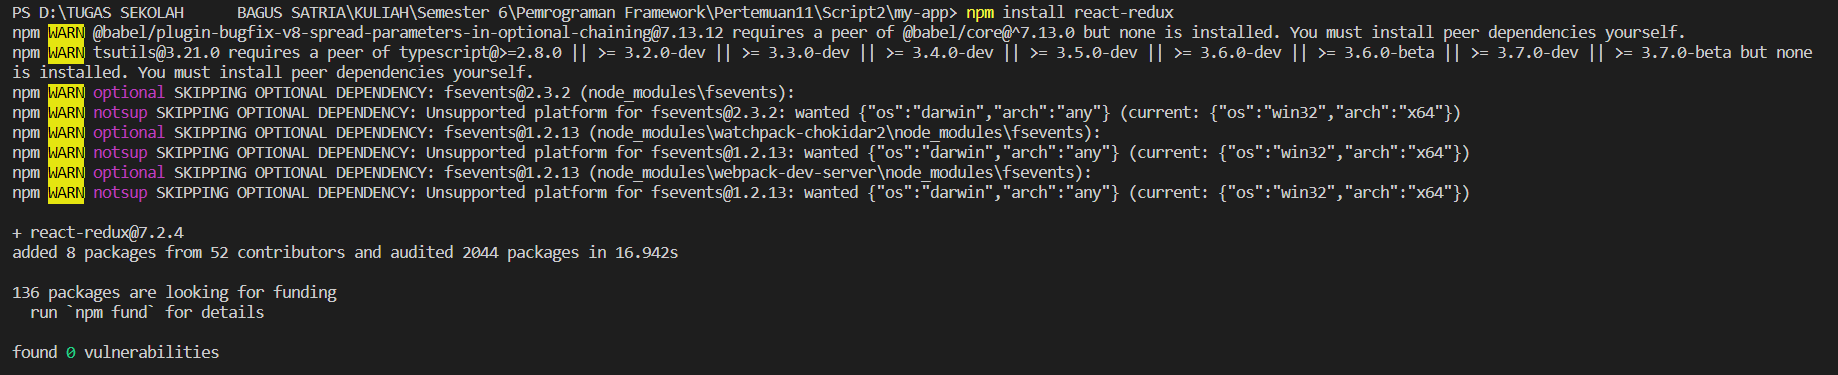 PS D:\TUGAS SEKOLAH      BAGUS SATRIA\KULIAH\Semester 6\Pemrograman Framework\Pertemuan11\Script2\my-app> npm install react-redux
npm WARN @babel/plugin-bugfix-v8-spread-parameters-in-optional-chaining@7.13.12 requires a peer of @babel/core@^7.13.0 but none is installed. You must install peer dependencies yourself.
npm WARN tsutils@3.21.0 requires a peer of typescript@>=2.8.0 || >= 3.2.0-dev || >= 3.3.0-dev || >= 3.4.0-dev || >= 3.5.0-dev || >= 3.6.0-dev || >= 3.6.0-beta || >= 3.7.0-dev || >= 3.7.0-beta but none
is installed. You must install peer dependencies yourself.
npm WARN optional SKIPPING OPTIONAL DEPENDENCY: fsevents@2.3.2 (node_modules\fsevents):
npm WARN notsup SKIPPING OPTIONAL DEPENDENCY: Unsupported platform for fsevents@2.3.2: wanted {"os":"darwin","arch":"any"} (current: {"os":"win32","arch":"x64"})
npm WARN optional SKIPPING OPTIONAL DEPENDENCY: fsevents@1.2.13 (node_modules\watchpack-chokidar2\node_modules\fsevents):
npm WARN notsup SKIPPING OPTIONAL DEPENDENCY: Unsupported platform for fsevents@1.2.13: wanted {"os":"darwin","arch":"any"} (current: {"os":"win32","arch":"x64"})
npm WARN optional SKIPPING OPTIONAL DEPENDENCY: fsevents@1.2.13 (node_modules\webpack-dev-server\node_modules\fsevents):
npm WARN notsup SKIPPING OPTIONAL DEPENDENCY: Unsupported platform for fsevents@1.2.13: wanted {"os":"darwin","arch":"any"} (current: {"os":"win32","arch":"x64"})
+ react-redux@7.2.4
added 8 packages from 52 contributors and audited 2044 packages in 16.942s
136 packages are looking for funding
  run `npm fund` for details
found 0 vulnerabilities